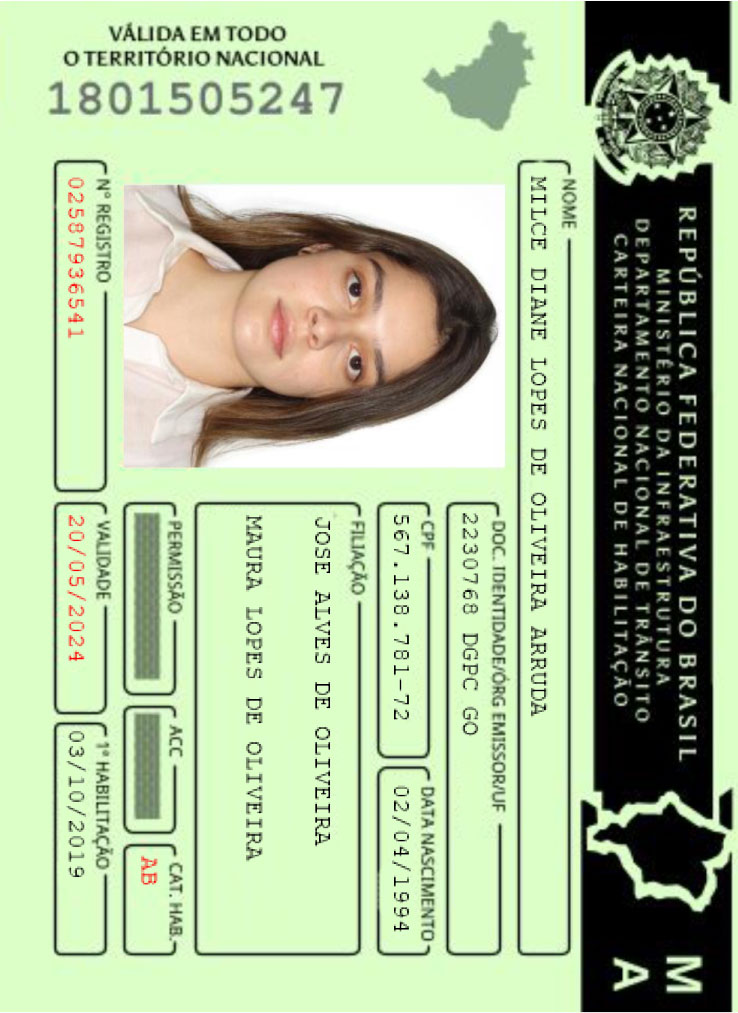 VÁLIDA EM TODO
O TERRITÓRIO NACIONAL
1801505247
REPÚBLICA FEDERATIVA DO BRASIL
MINISTÉRIO DA INFRAESTRUTURA
DEPARTAMENTO NACIONAL DE TRÂNSITO
CARTEIRA NACIONAL DE HABILITAÇÃO
M
A
NOME
MILCE DIANE LOPES DE OLIVEIRA ARRUDA
DOC. IDENTIDADE/ÓRG EMISSOR/UF
2230768 DGPC GO
CPF
567.138.781-72
DATA NASCIMENTO
02/04/1994
FILIAÇÃO
JOSE ALVES DE OLIVEIRA
MAURA LOPES DE OLIVEIRA
PERMISSÃO
ACC
CAT. HAB.
AB
Nº REGISTRO
02587936541
VALIDADE
20/05/2024
1ª HABILITAÇÃO
03/10/2019